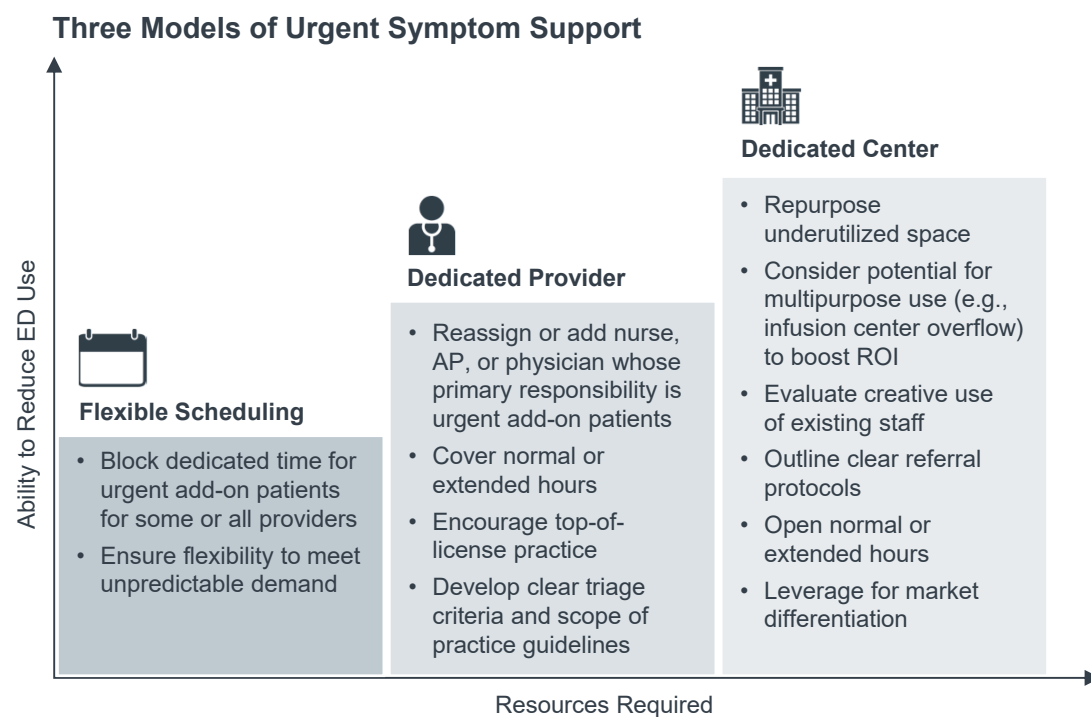 Three Models of Urgent Symptom Support
Ability to Reduce ED Use
Flexible Scheduling
• Block dedicated time for
urgent add-on patients
for some or all providers
• Ensure flexibility to meet
unpredictable demand
Dedicated Provider
• Reassign or add nurse,
AP, or physician whose
primary responsibility is
urgent add-on patients
• Cover normal or
extended hours
• Encourage top-of-
license practice
• Develop clear triage
criteria and scope of
practice guidelines
Dedicated Center
• Repurpose
underutilized space
• Consider potential for
multipurpose use (e.g.,
infusion center overflow)
to boost ROI
• Evaluate creative use
of existing staff
• Outline clear referral
protocols
• Open normal or
extended hours
• Leverage for market
differentiation
Resources Required